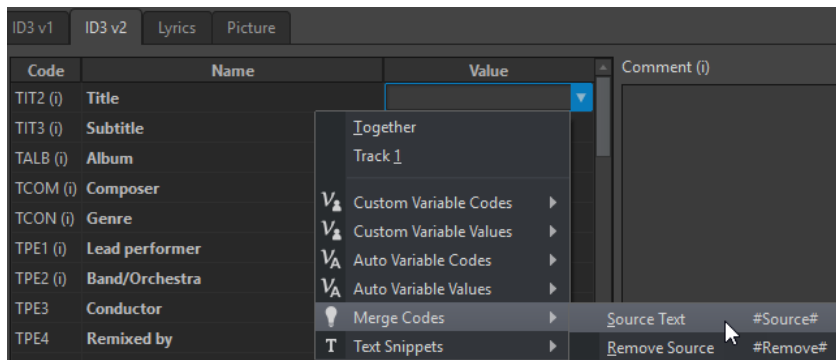 ID3 v1 ID3 v2 Lyrics Picture
Code Name Value Comment (i)
TIT2 (i) Title
TIT3 (i) Subtitle
Together
TALB (i) Album
Track 1
TCOM (i) Composer
Custom Variable Codes
TCON (i) Genre
Custom Variable Values
TPE1 (i) Lead performer
Auto Variable Codes
TPE2 (i) Band/Orchestra
Auto Variable Values
TPE3 Conductor
Merge Codes Source Text #Source#
TPE4 Remixed by
T Text Snippets Remove Source #Remove#